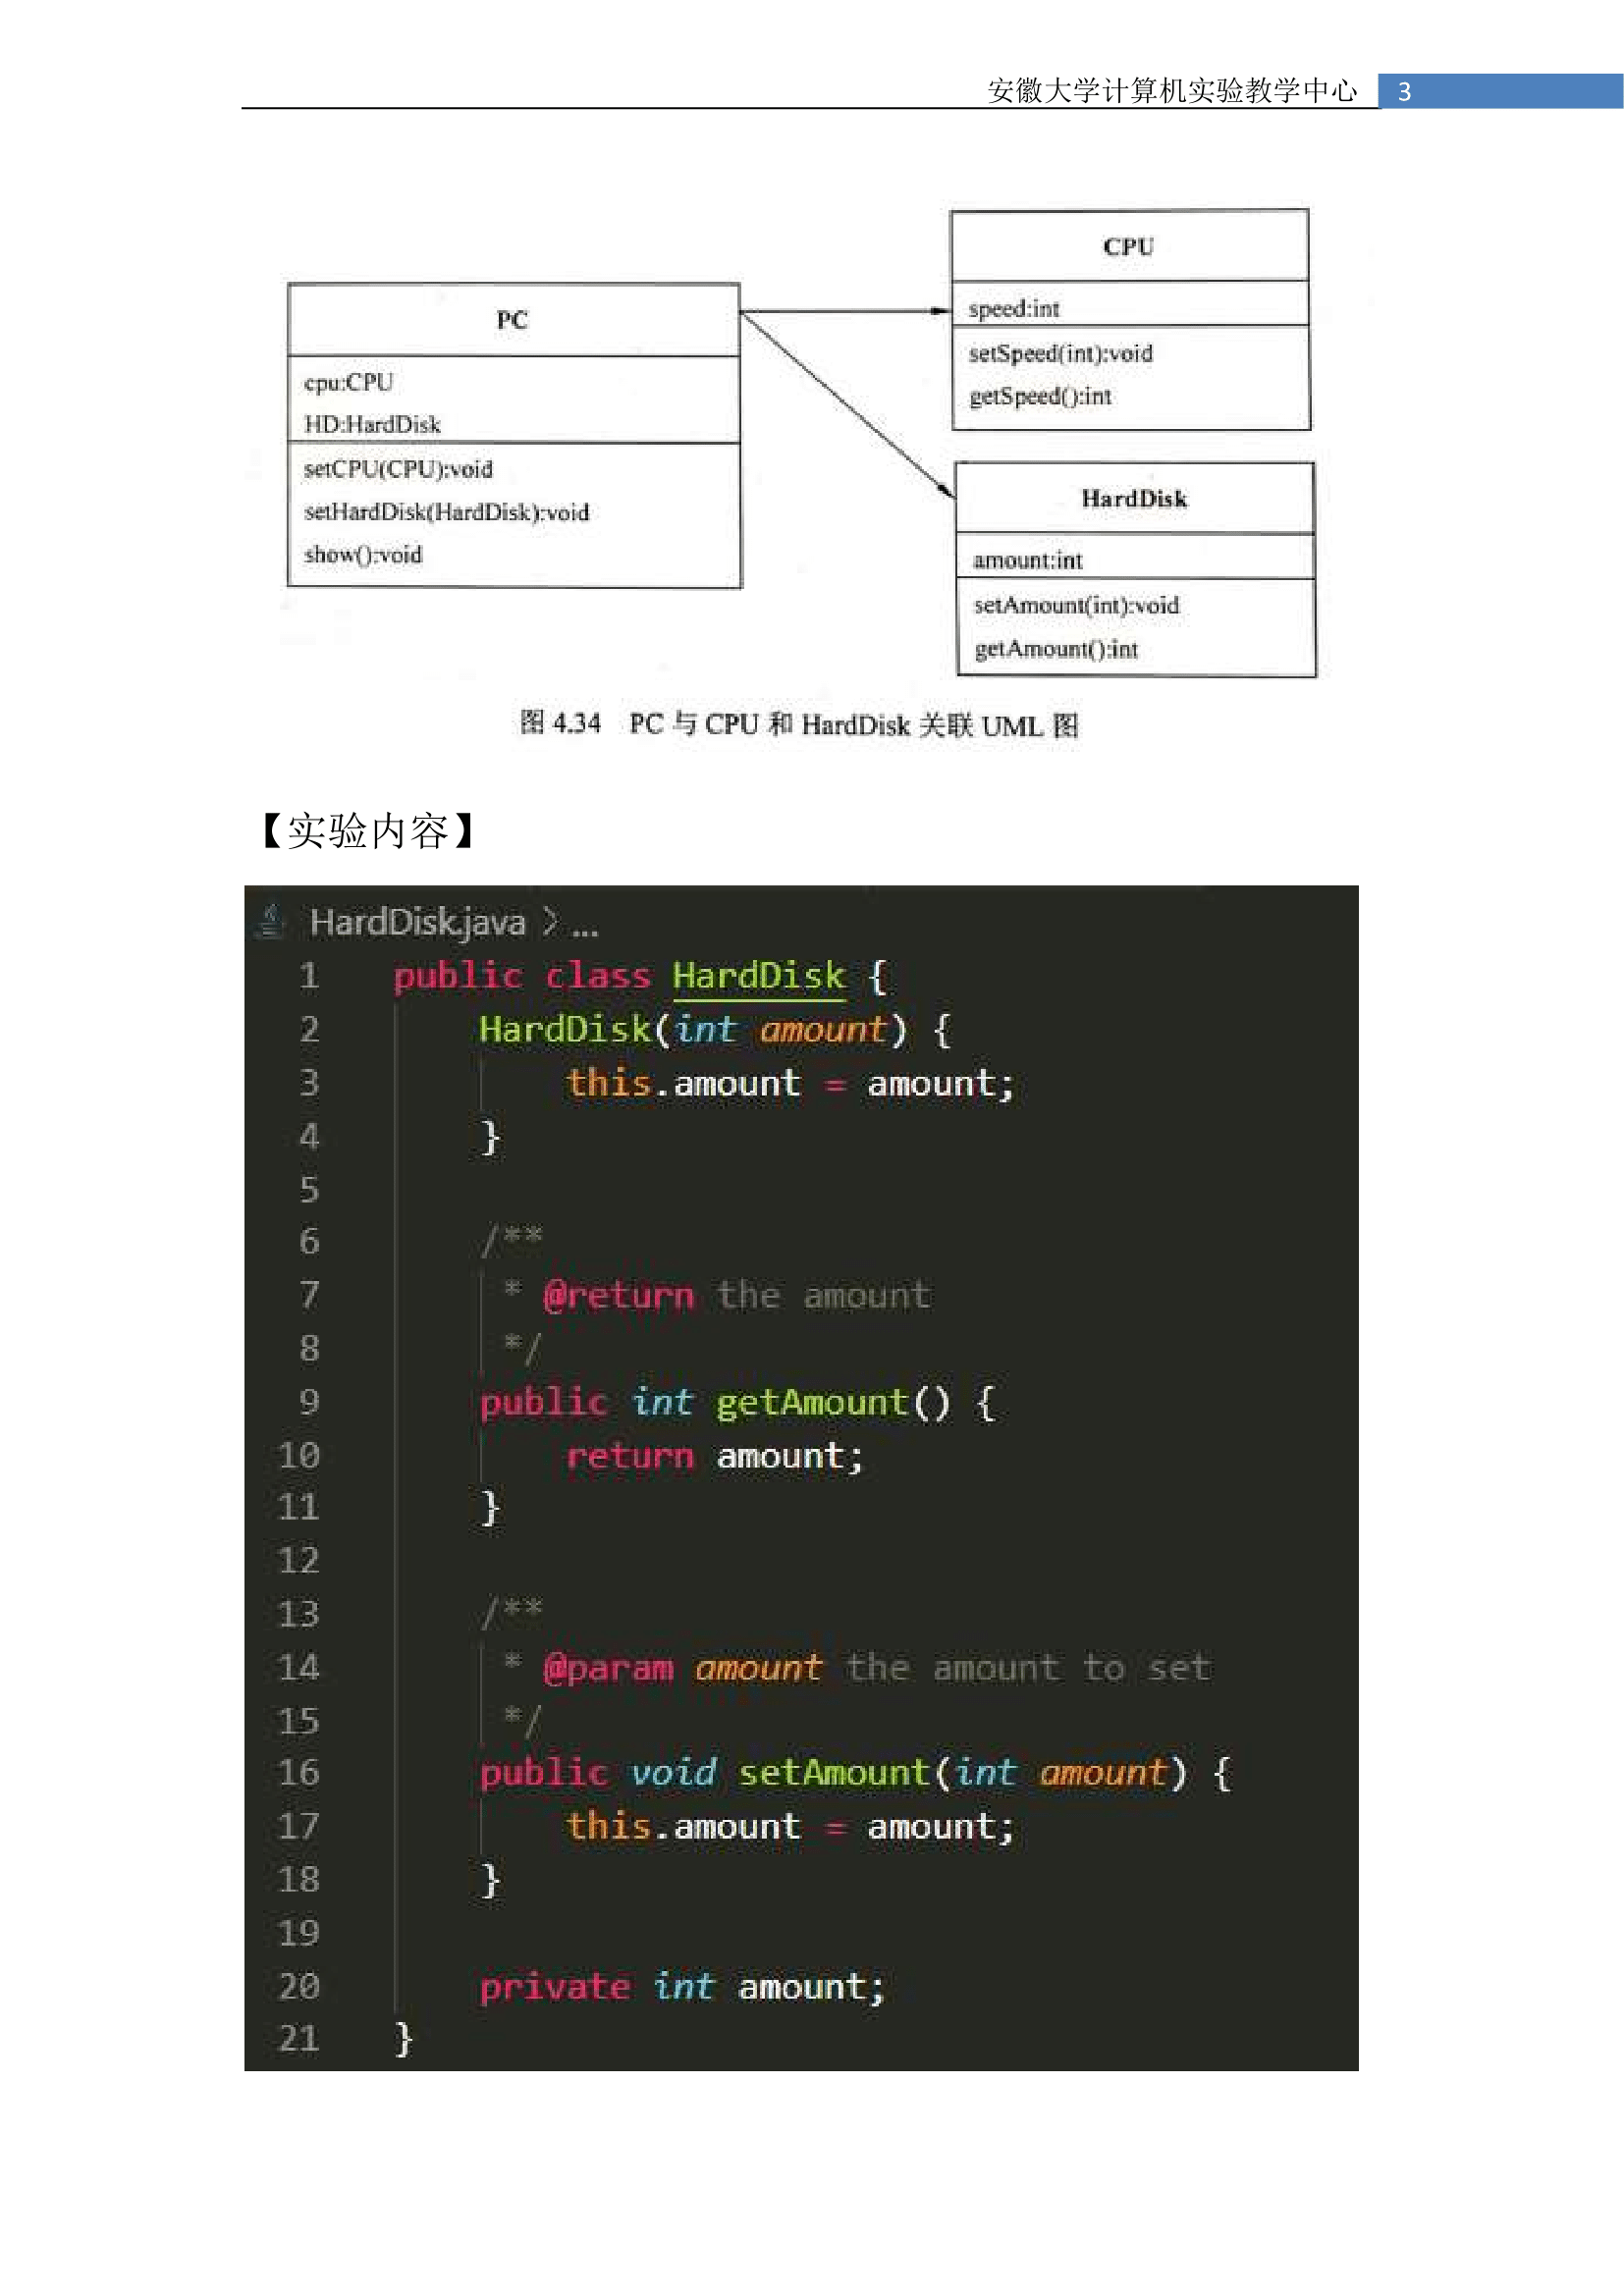 安徽大学计算机实验教学中心 3
PC
cpu:CPU
HD:HardDisk
setCPU(CPU):void
setHardDisk(HardDisk):void
show():void
CPU
speed:int
setSpeed(int):void
getSpeed():int
HardDisk
amount:int
setAmount(int):void
getAmount():int
图 4.34 PC 与 CPU 和 HardDisk 关联 UML 图
【实验内容】
HardDisk.java > ...
1 public class HardDisk {
2 HardDisk(int amount) {
3 this.amount = amount;
4 }
5
6 /**
7 * @return the amount
8 */
9 public int getAmount() {
10 return amount;
11 }
12
13 /**
14 * @param amount the amount to set
15 */
16 public void setAmount(int amount) {
17 this.amount = amount;
18 }
19
20 private int amount;
21 }